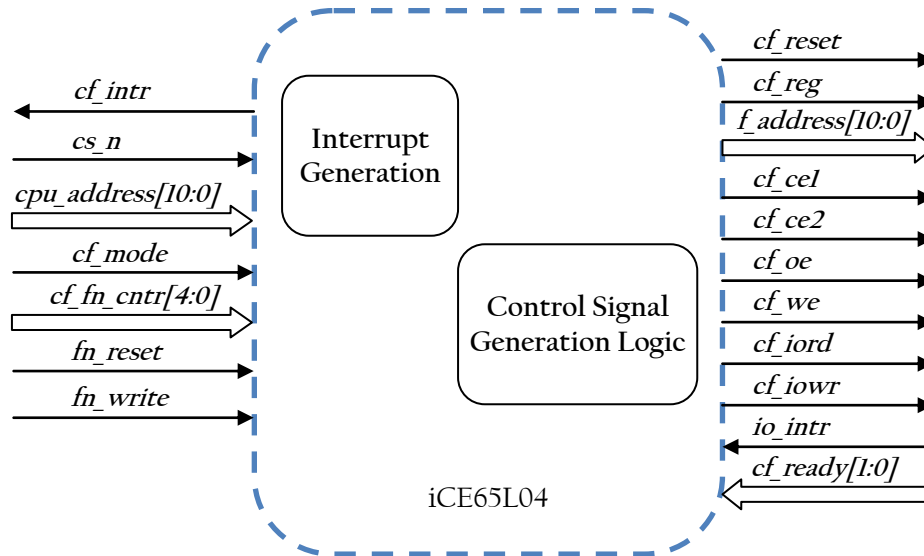 cf_intr
cs_n
cpu_address[10:0]
cf_mode
cf_fn_cntr[4:0]
fn_reset
fn_write
Interrupt
Generation
Control Signal
Generation Logic
iCE65L04
cf_reset
cf_reg
f_address[10:0]
cf_ce1
cf_ce2
cf_oe
cf_we
cf_iord
cf_iowr
io_intr
cf_ready[1:0]